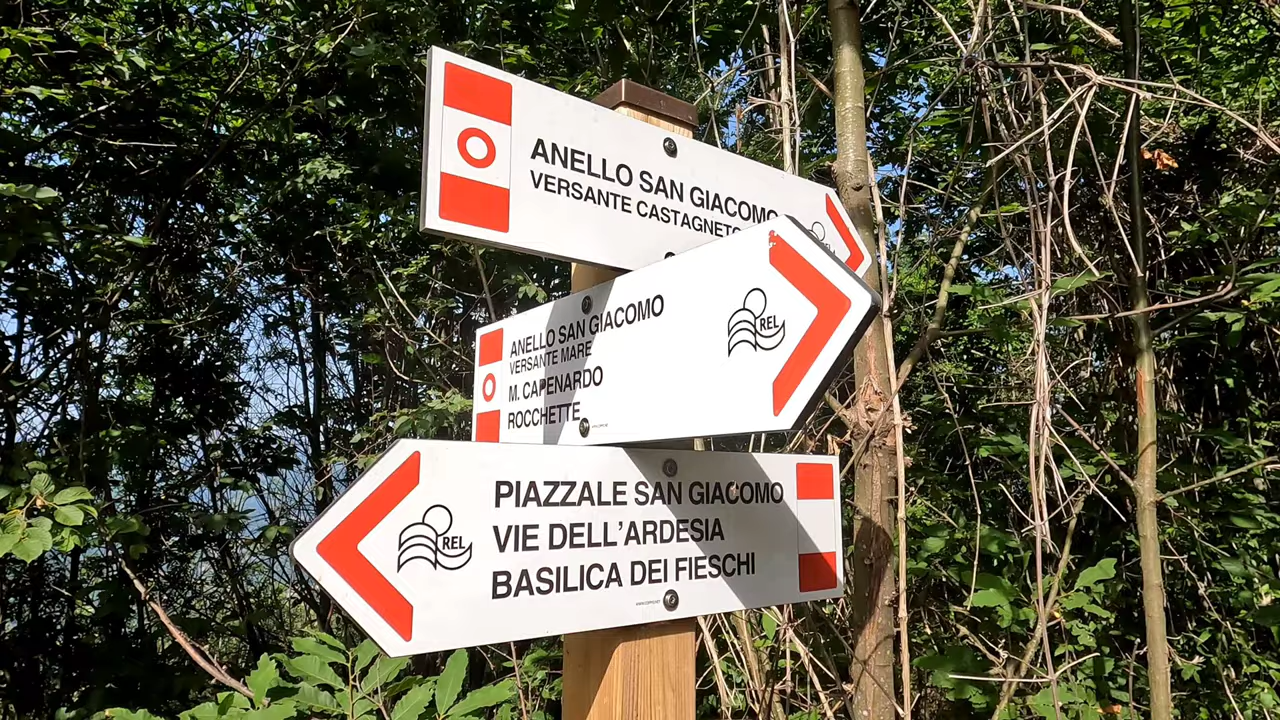 ANELLO SAN GIACOMO
VERSANTE CASTAGNETO
ANELLO SAN GIACOMO
VERSANTE MARE
M. CAPENARDO
ROCCHETTE
REL
PIAZZALE SAN GIACOMO
VIE DELL'ARDESIA
BASILICA DEI FIESCHI
REL